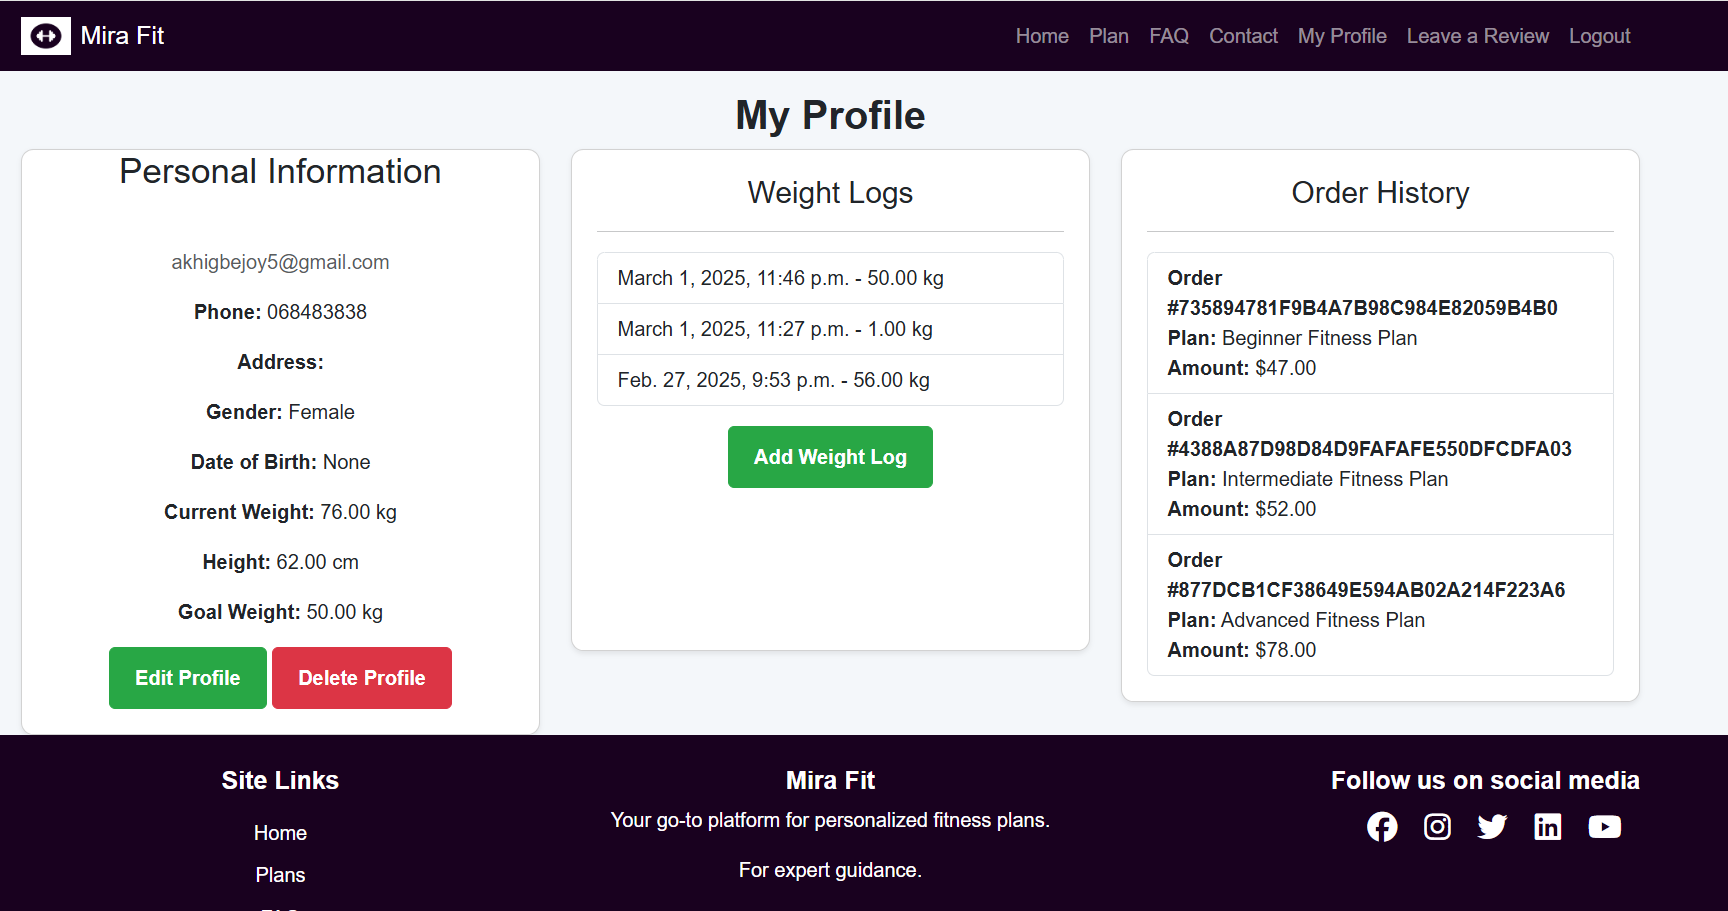 Mira Fit
Home Plan FAQ Contact My Profile Leave a Review Logout
My Profile
Personal Information
akhigbejoy5@gmail.com
Phone: 068483838
Address:
Gender: Female
Date of Birth: None
Current Weight: 76.00 kg
Height: 62.00 cm
Goal Weight: 50.00 kg
Edit Profile Delete Profile
Weight Logs
March 1, 2025, 11:46 p.m. - 50.00 kg
March 1, 2025, 11:27 p.m. - 1.00 kg
Feb. 27, 2025, 9:53 p.m. - 56.00 kg
Add Weight Log
Order History
Order
#735894781F9B4A7B98C984E82059B4B0
Plan: Beginner Fitness Plan
Amount: $47.00
Order
#4388A87D98D84D9FAFAFE550DFCDFA03
Plan: Intermediate Fitness Plan
Amount: $52.00
Order
#877DCB1CF38649E594AB02A214F223A6
Plan: Advanced Fitness Plan
Amount: $78.00
Site Links
Home
Plans
Mira Fit
Your go-to platform for personalized fitness plans.
For expert guidance.
Follow us on social media